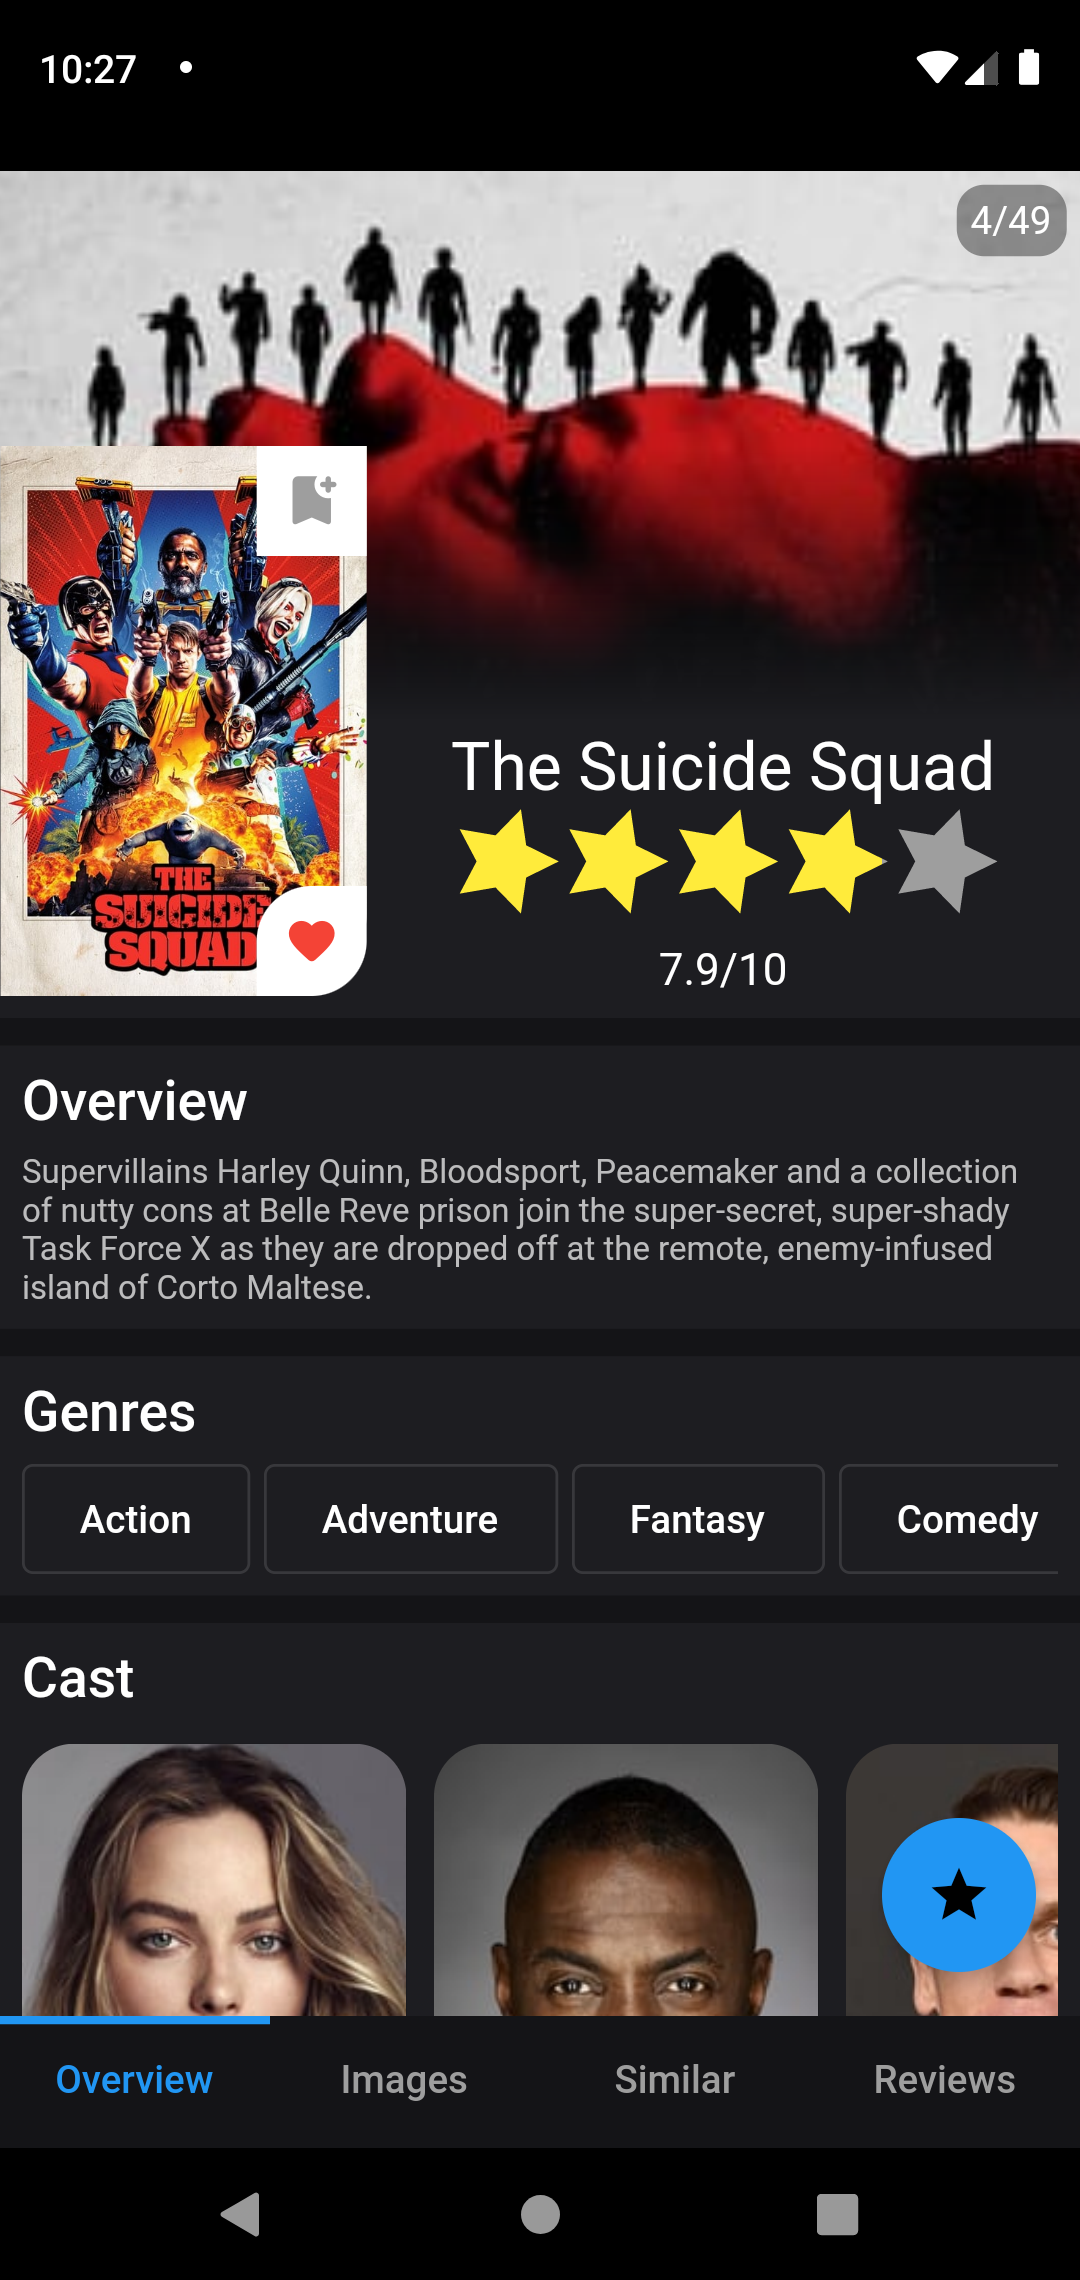 10:27
4/49
THE
SUICIDE
SQUAD
The Suicide Squad
7.9/10
Overview
Supervillains Harley Quinn, Bloodsport, Peacemaker and a collection
of nutty cons at Belle Reve prison join the super-secret, super-shady
Task Force X as they are dropped off at the remote, enemy-infused
island of Corto Maltese.
Genres
Action Adventure Fantasy Comedy
Cast
Overview Images Similar Reviews